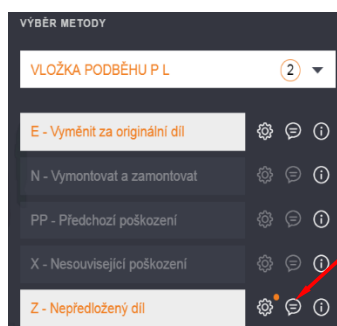 VÝBĚR METODY
VLOŽKA PODBĚHU P L 2
E - Vyměnit za originální díl
N - Vymontovat a zamontovat
PP - Předchozí poškození
X - Nesouvisející poškození
Z - Nepředložený díl